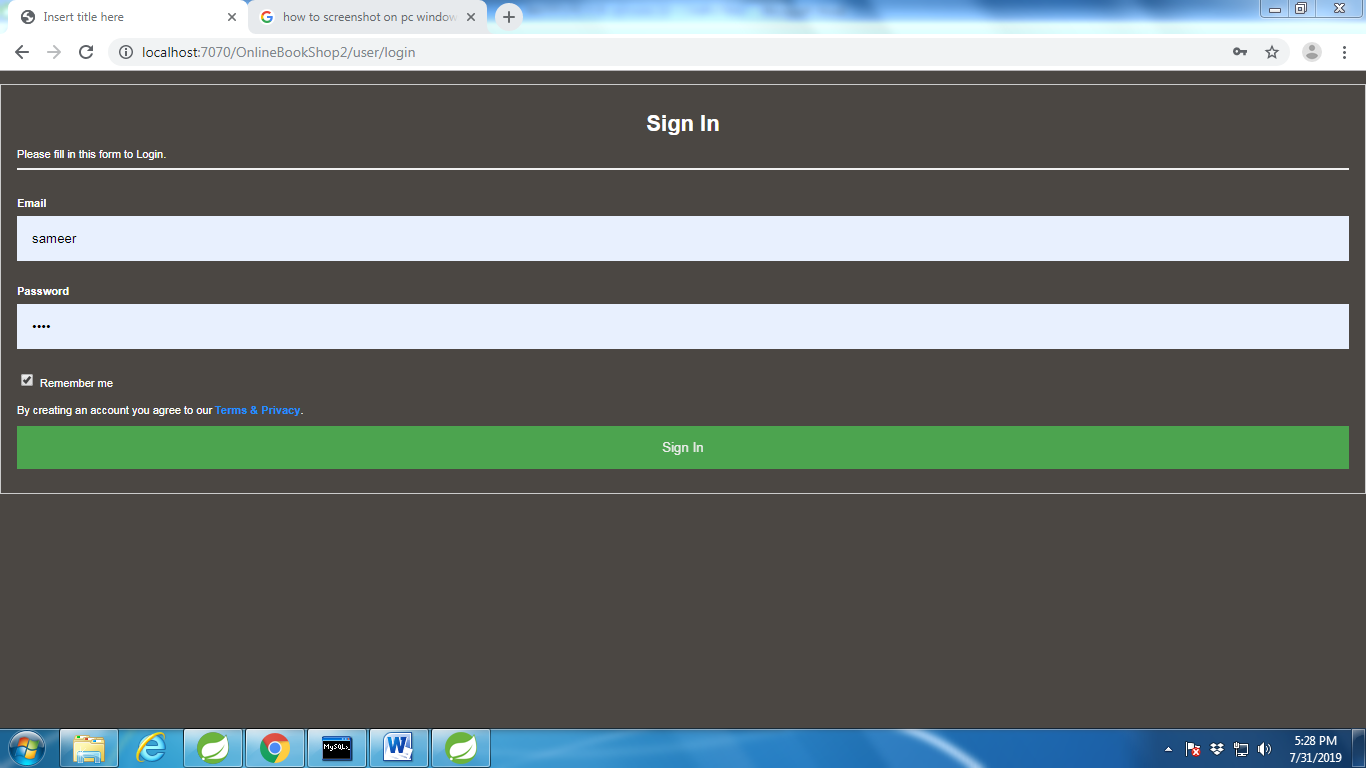 Insert title here
how to screenshot on pc window
localhost:7070/OnlineBookShop2/user/login
Sign In
Please fill in this form to Login.
Email
sameer
Password
••••
Remember me
By creating an account you agree to our Terms & Privacy.
Sign In
5:28 PM
7/31/2019